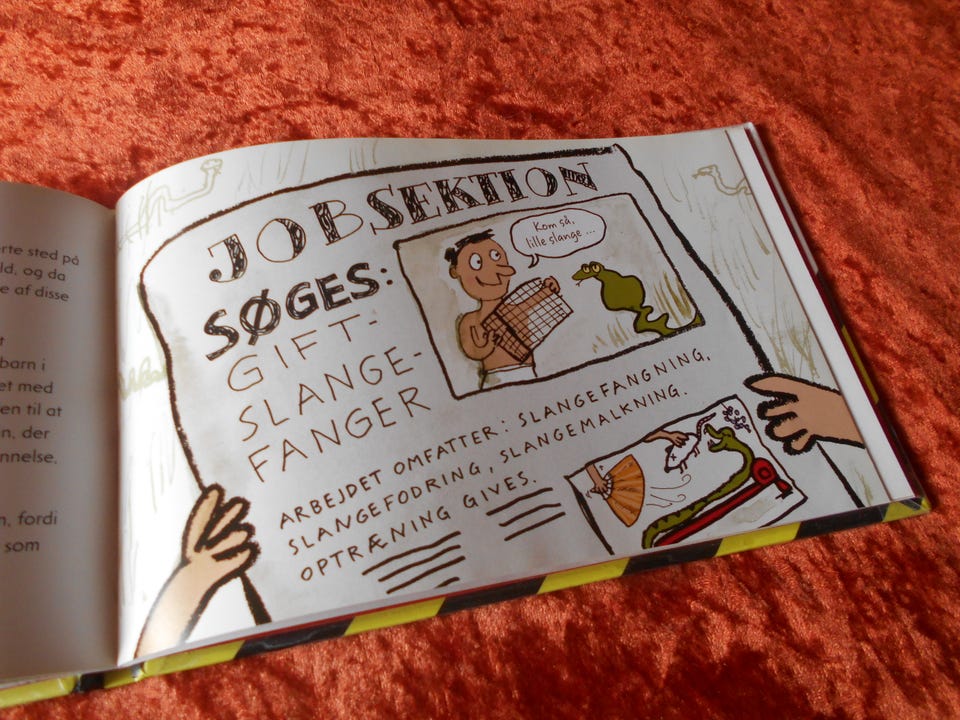 rte sted på
ld, og da
e af disse
t
barn i
et med
en til at
n, der
nnelse.
n, fordi
som
JOBSEKTION
SØGES:
GIFT-
SLANGE-
FANGER
Kom så,
lille slange ...
ARBEJDET OMFATTER: SLANGEFANGNING,
SLANGEFODRING, SLANGEMALKNING.
OPTRÆNING GIVES.